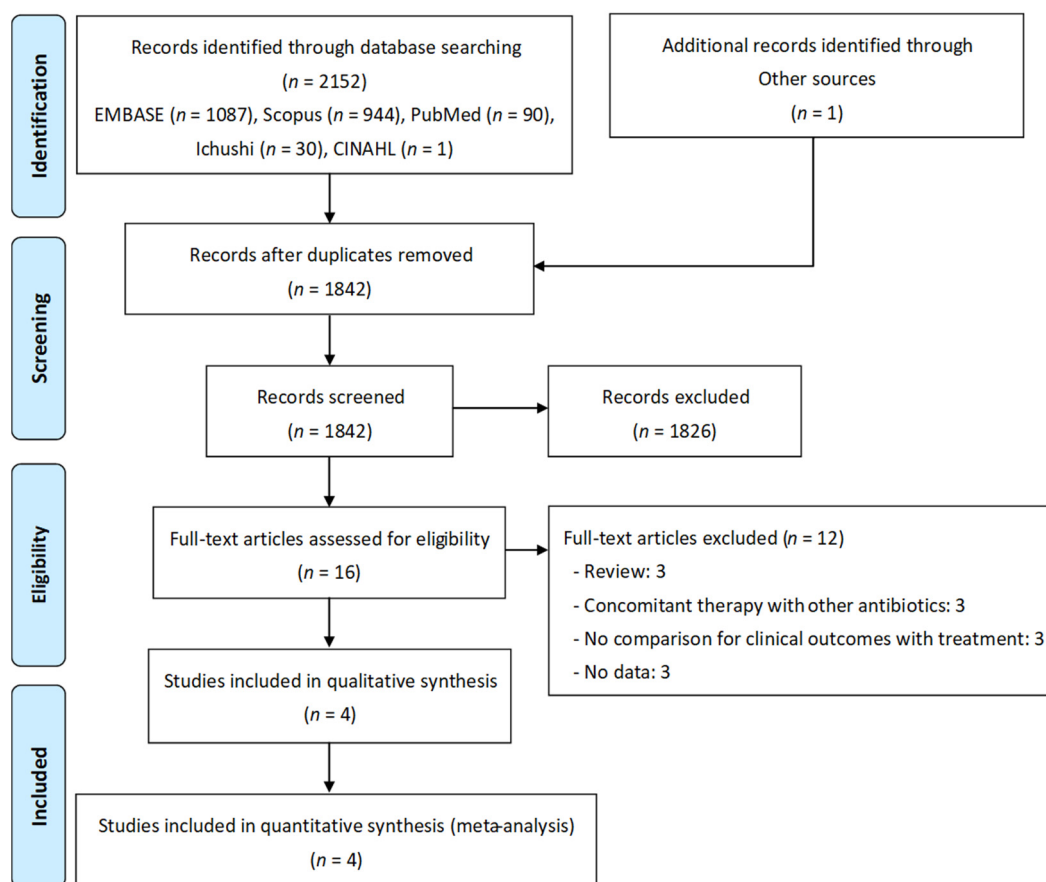 Identification
Records identified through database searching
(n = 2152)
EMBASE (n = 1087), Scopus (n = 944), PubMed (n = 90),
Ichushi (n = 30), CINAHL (n = 1)
Additional records identified through
Other sources
(n = 1)
Screening
Records after duplicates removed
(n = 1842)
Records screened
(n = 1842)
Records excluded
(n = 1826)
Eligibility
Full-text articles assessed for eligibility
(n = 16)
Full-text articles excluded (n = 12)
- Review: 3
- Concomitant therapy with other antibiotics: 3
- No comparison for clinical outcomes with treatment: 3
- No data: 3
Included
Studies included in qualitative synthesis
(n = 4)
Studies included in quantitative synthesis (meta-analysis)
(n = 4)